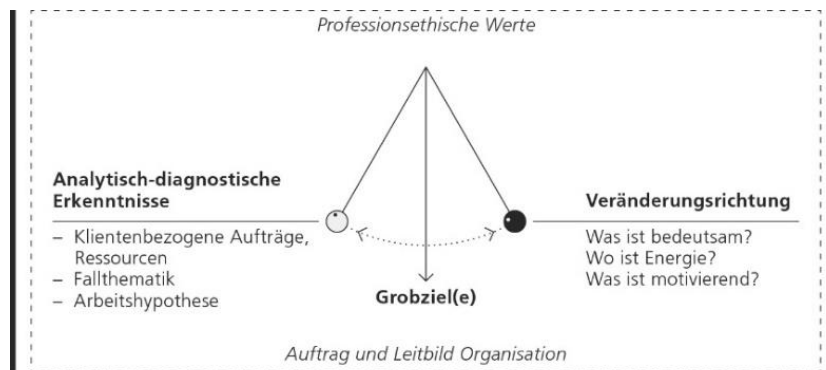 Professionsethische Werte
Analytisch-diagnostische
Erkenntnisse
– Klientenbezogene Aufträge,
Ressourcen
– Fallthematik
– Arbeitshypothese
Grobziel(e)
Veränderungsrichtung
Was ist bedeutsam?
Wo ist Energie?
Was ist motivierend?
Auftrag und Leitbild Organisation